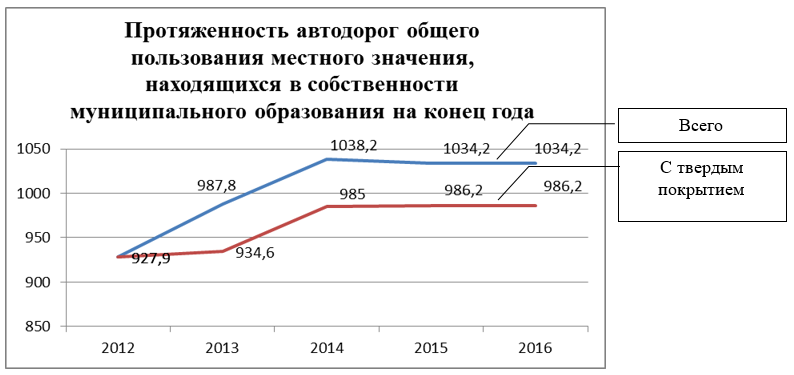 Протяженность автодорог общего
пользования местного значения,
находящихся в собственности
муниципального образования на конец года
1050
1000
950
900
850
1038,2
1034,2
1034,2
987,8
985
986,2
986,2
927,9
934,6
2012
2013
2014
2015
2016
Всего
С твердым
покрытием